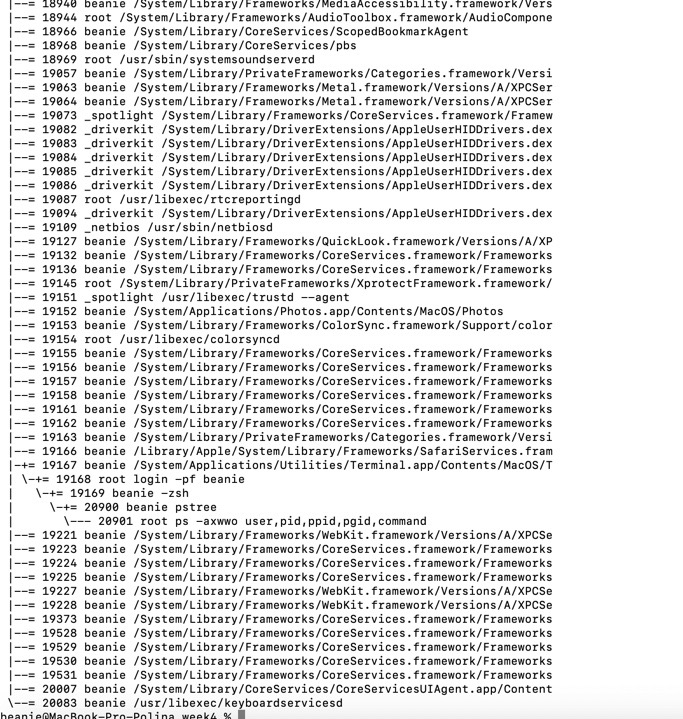 |--= 18940 beanie /System/Library/Frameworks/MediaAccessibility.framework/Vers
|--= 18944 root /System/Library/Frameworks/AudioToolbox.framework/AudioCompone
|--= 18966 beanie /System/Library/CoreServices/ScopedBookmarkAgent
|--= 18968 beanie /System/Library/CoreServices/pbs
|--= 18969 root /usr/sbin/systemsoundserverd
|--= 19057 beanie /System/Library/PrivateFrameworks/Categories.framework/Versi
|--= 19063 beanie /System/Library/Frameworks/Metal.framework/Versions/A/XPCSer
|--= 19064 beanie /System/Library/Frameworks/Metal.framework/Versions/A/XPCSer
|--= 19073 _spotlight /System/Library/Frameworks/CoreServices.framework/Framew
|--= 19082 _driverkit /System/Library/DriverExtensions/AppleUserHIDDrivers.dex
|--= 19083 _driverkit /System/Library/DriverExtensions/AppleUserHIDDrivers.dex
|--= 19084 _driverkit /System/Library/DriverExtensions/AppleUserHIDDrivers.dex
|--= 19085 _driverkit /System/Library/DriverExtensions/AppleUserHIDDrivers.dex
|--= 19086 _driverkit /System/Library/DriverExtensions/AppleUserHIDDrivers.dex
|--= 19087 root /usr/libexec/rtcreportingd
|--= 19094 _driverkit /System/Library/DriverExtensions/AppleUserHIDDrivers.dex
|--= 19109 _netbios /usr/sbin/netbiosd
|--= 19127 beanie /System/Library/Frameworks/QuickLook.framework/Versions/A/XP
|--= 19132 beanie /System/Library/Frameworks/CoreServices.framework/Frameworks
|--= 19136 beanie /System/Library/Frameworks/CoreServices.framework/Frameworks
|--= 19145 root /System/Library/PrivateFrameworks/XprotectFramework.framework/
|--= 19151 _spotlight /usr/libexec/trustd --agent
|--= 19152 beanie /System/Applications/Photos.app/Contents/MacOS/Photos
|--= 19153 beanie /System/Library/Frameworks/ColorSync.framework/Support/color
|--= 19154 root /usr/libexec/colorsyncd
|--= 19155 beanie /System/Library/Frameworks/CoreServices.framework/Frameworks
|--= 19156 beanie /System/Library/Frameworks/CoreServices.framework/Frameworks
|--= 19157 beanie /System/Library/Frameworks/CoreServices.framework/Frameworks
|--= 19158 beanie /System/Library/Frameworks/CoreServices.framework/Frameworks
|--= 19161 beanie /System/Library/Frameworks/CoreServices.framework/Frameworks
|--= 19162 beanie /System/Library/Frameworks/CoreServices.framework/Frameworks
|--= 19163 beanie /System/Library/PrivateFrameworks/Categories.framework/Versi
|--= 19166 beanie /Library/Apple/System/Library/Frameworks/SafariServices.fram
|-+= 19167 beanie /System/Applications/Utilities/Terminal.app/Contents/MacOS/T
| \-+= 19168 root login -pf beanie
|   \-+= 19169 beanie -zsh
|     \-+= 20900 beanie pstree
|       \--- 20901 root ps -axwwo user,pid,ppid,pgid,command
|--= 19221 beanie /System/Library/Frameworks/WebKit.framework/Versions/A/XPCSe
|--= 19223 beanie /System/Library/Frameworks/CoreServices.framework/Frameworks
|--= 19224 beanie /System/Library/Frameworks/CoreServices.framework/Frameworks
|--= 19225 beanie /System/Library/Frameworks/CoreServices.framework/Frameworks
|--= 19227 beanie /System/Library/Frameworks/WebKit.framework/Versions/A/XPCSe
|--= 19228 beanie /System/Library/Frameworks/WebKit.framework/Versions/A/XPCSe
|--= 19373 beanie /System/Library/Frameworks/CoreServices.framework/Frameworks
|--= 19528 beanie /System/Library/Frameworks/CoreServices.framework/Frameworks
|--= 19529 beanie /System/Library/Frameworks/CoreServices.framework/Frameworks
|--= 19530 beanie /System/Library/Frameworks/CoreServices.framework/Frameworks
|--= 19531 beanie /System/Library/Frameworks/CoreServices.framework/Frameworks
|--= 20007 beanie /System/Library/CoreServices/CoreServicesUIAgent.app/Content
\--= 20083 beanie /usr/libexec/keyboardservicesd
beanie@MacBook-Pro-Polina week4 %